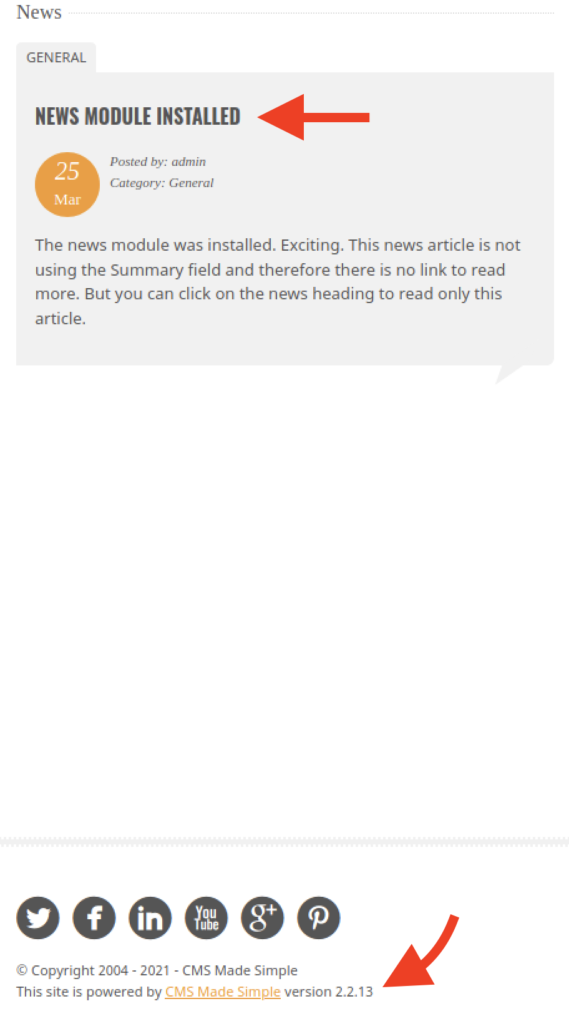 News
GENERAL
NEWS MODULE INSTALLED
25
Mar
Posted by: admin
Category: General
The news module was installed. Exciting. This news article is not
using the Summary field and therefore there is no link to read
more. But you can click on the news heading to read only this
article.
You
Tube
g+
© Copyright 2004 - 2021 - CMS Made Simple
This site is powered by CMS Made Simple version 2.2.13